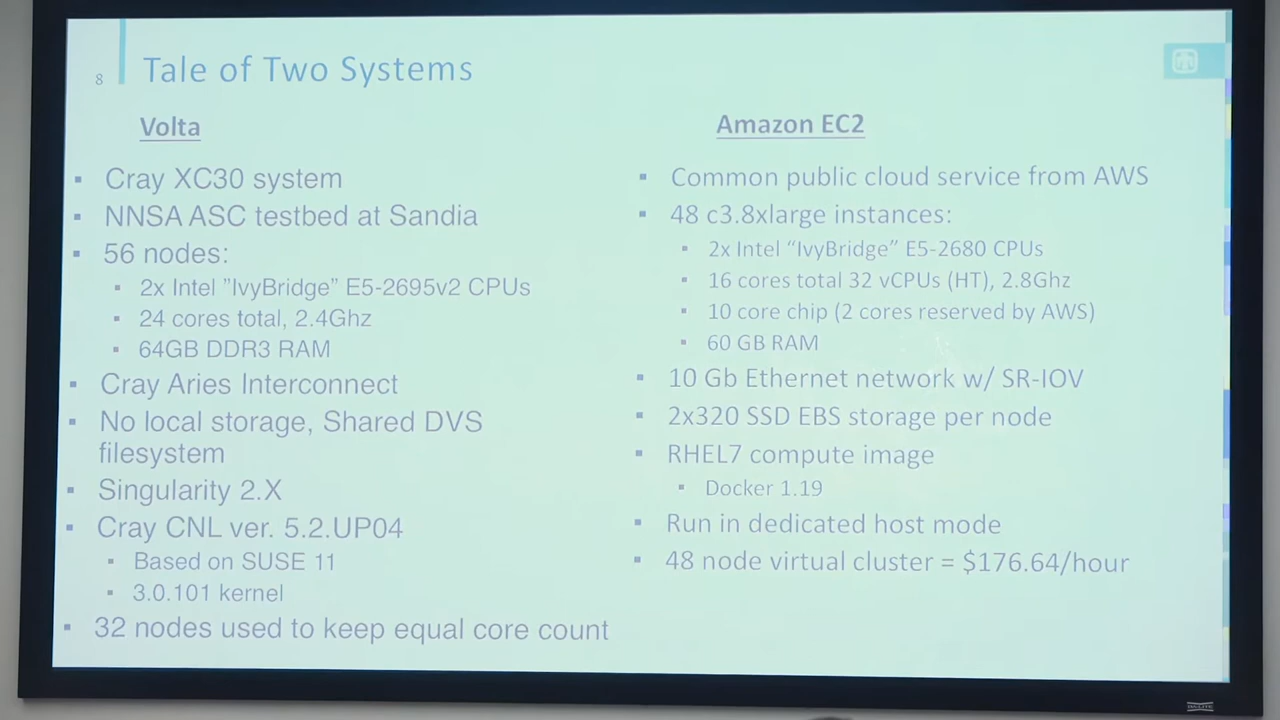 8
Tale of Two Systems
Volta
▪ Cray XC30 system
▪ NNSA ASC testbed at Sandia
▪ 56 nodes:
▪ 2x Intel ”IvyBridge” E5-2695v2 CPUs
▪ 24 cores total, 2.4Ghz
▪ 64GB DDR3 RAM
▪ Cray Aries Interconnect
▪ No local storage, Shared DVS
filesystem
▪ Singularity 2.X
▪ Cray CNL ver. 5.2.UP04
▪ Based on SUSE 11
▪ 3.0.101 kernel
▪ 32 nodes used to keep equal core count
Amazon EC2
▪ Common public cloud service from AWS
▪ 48 c3.8xlarge instances:
▪ 2x Intel “IvyBridge” E5-2680 CPUs
▪ 16 cores total 32 vCPUs (HT), 2.8Ghz
▪ 10 core chip (2 cores reserved by AWS)
▪ 60 GB RAM
▪ 10 Gb Ethernet network w/ SR-IOV
▪ 2x320 SSD EBS storage per node
▪ RHEL7 compute image
▪ Docker 1.19
▪ Run in dedicated host mode
▪ 48 node virtual cluster = $176.64/hour